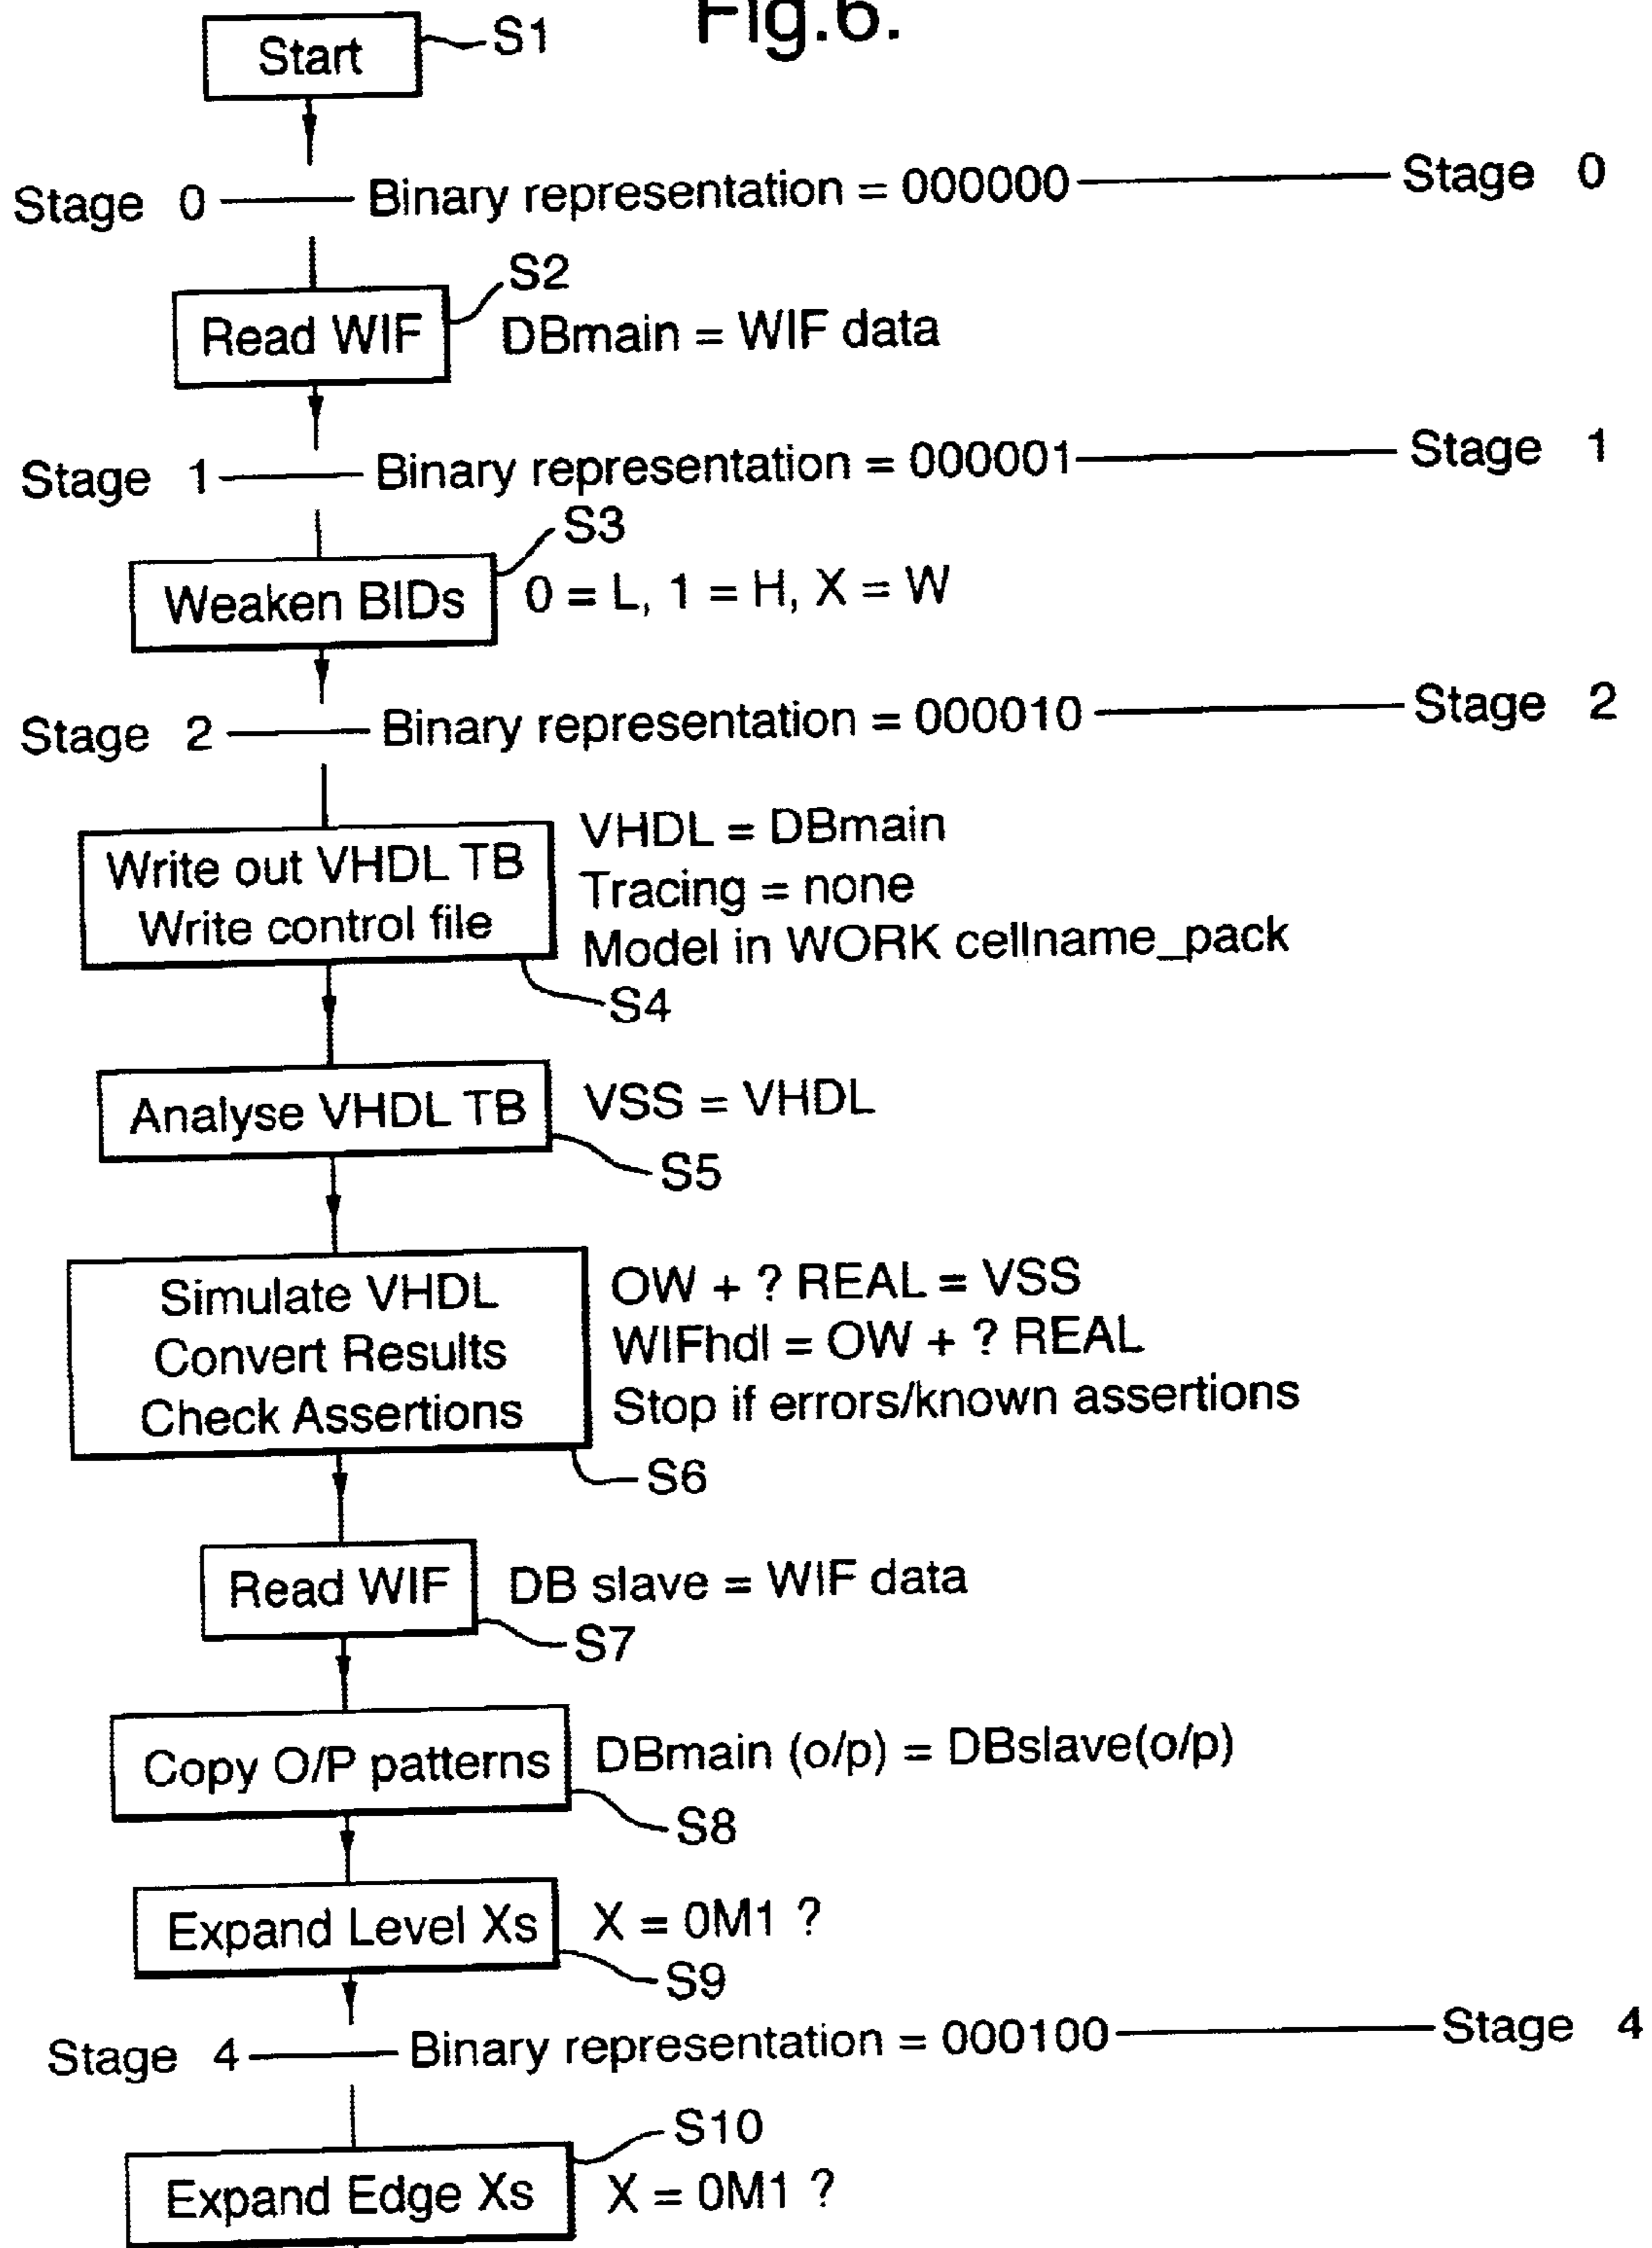 Fig.6.
Start S1
Stage 0 Binary representation = 000000 Stage 0
S2
Read WIF DBmain = WIF data
Stage 1 Binary representation = 000001 Stage 1
S3
Weaken BIDs 0 = L, 1 = H, X = W
Stage 2 Binary representation = 000010 Stage 2
Write out VHDL TB VHDL = DBmain
Write control file Tracing = none
Model in WORK cellname_pack
S4
Analyse VHDL TB VSS = VHDL
S5
Simulate VHDL OW + ? REAL = VSS
Convert Results WIFhdl = OW + ? REAL
Check Assertions Stop if errors/known assertions
S6
Read WIF DB slave = WIF data
S7
Copy O/P patterns DBmain (o/p) = DBslave(o/p)
S8
Expand Level Xs X = 0M1 ?
S9
Stage 4 Binary representation = 000100 Stage 4
S10
Expand Edge Xs X = 0M1 ?